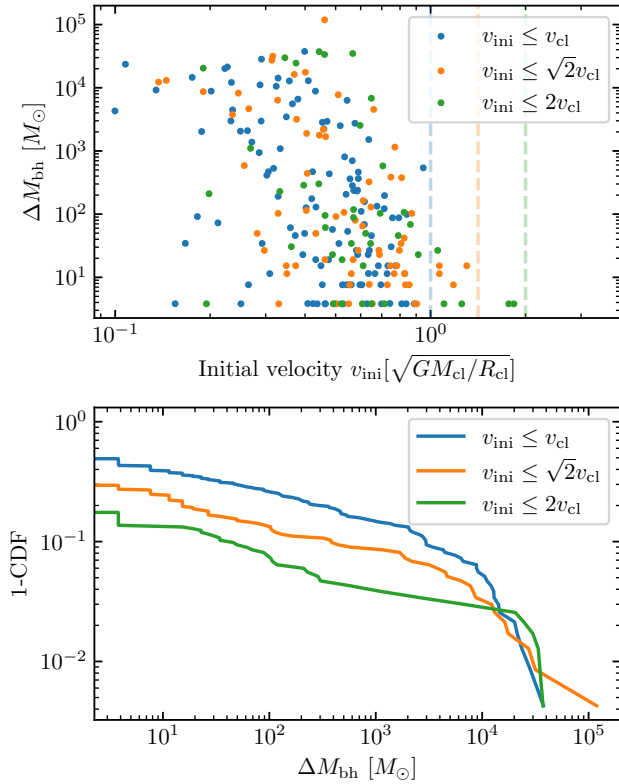 10^5
10^4
10^3
10^2
10^1
ΔM_bh [M_⊙]
v_ini ≤ v_cl
v_ini ≤ √2v_cl
v_ini ≤ 2v_cl
10^−1
10^0
Initial velocity v_ini[√GM_cl/R_cl]
10^0
10^−1
10^−2
1-CDF
v_ini ≤ v_cl
v_ini ≤ √2v_cl
v_ini ≤ 2v_cl
10^1
10^2
10^3
10^4
10^5
ΔM_bh [M_⊙]